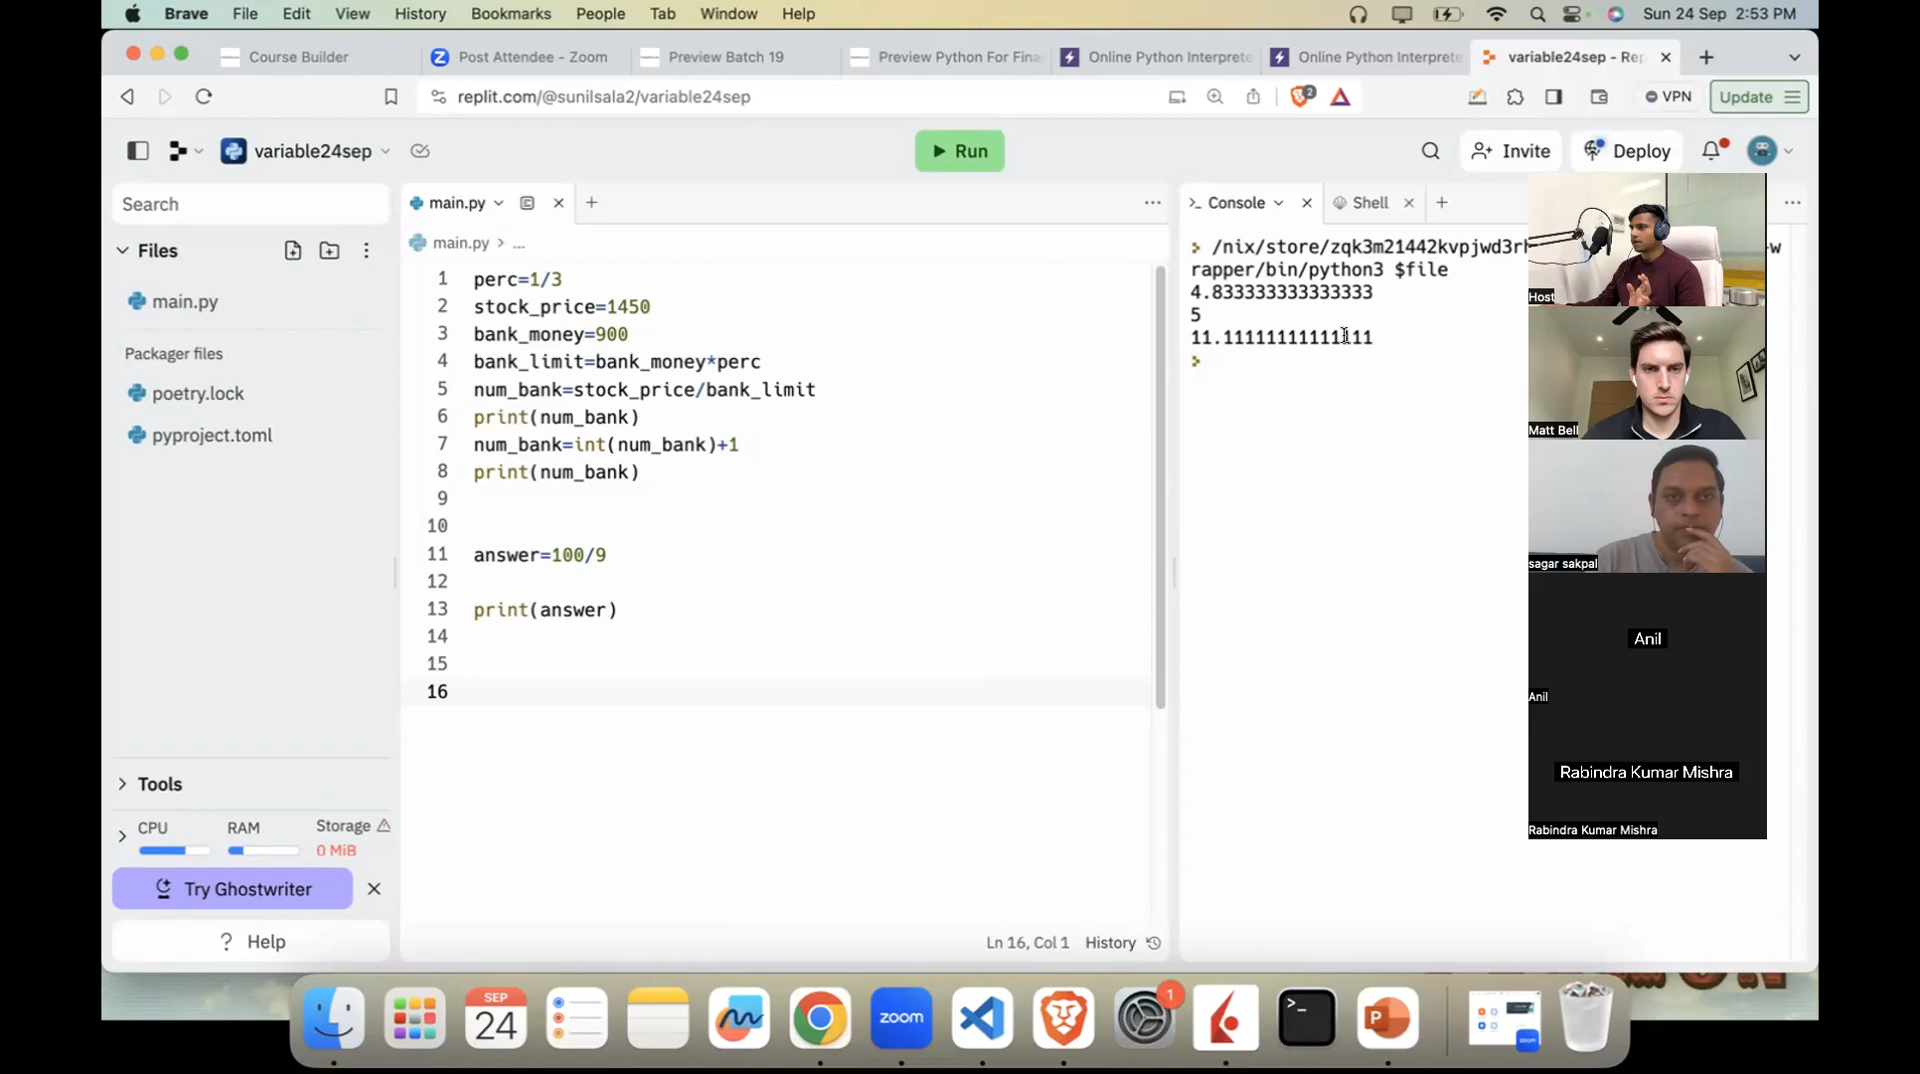 Brave File Edit View History Bookmarks People Tab Window Help Sun 24 Sep 2:53 PM
Course Builder Post Attendee - Zoom Preview Batch 19 Preview Python For Fina Online Python Interprete Online Python Interprete variable24sep - Rep
replit.com/@sunilsala2/variable24sep 2 VPN Update
variable24sep Run Invite Deploy
Search
Files
main.py
Packager files
poetry.lock
pyproject.toml
Tools
CPU RAM Storage
0 MiB
Try Ghostwriter
? Help
main.py
main.py > ...
1 perc=1/3
2 stock_price=1450
3 bank_money=900
4 bank_limit=bank_money*perc
5 num_bank=stock_price/bank_limit
6 print(num_bank)
7 num_bank=int(num_bank)+1
8 print(num_bank)
9
10
11 answer=100/9
12
13 print(answer)
14
15
16
Ln 16, Col 1 History
Console Shell
/nix/store/zqk3m21442kvpjwd3rh -w
rapper/bin/python3 $file
4.833333333333333
5
11.11111111111111
Host
Matt Bell
sagar sakpal
Anil
Anil
Rabindra Kumar Mishra
Rabindra Kumar Mishra
SEP
24
zoom
1
P
zoom